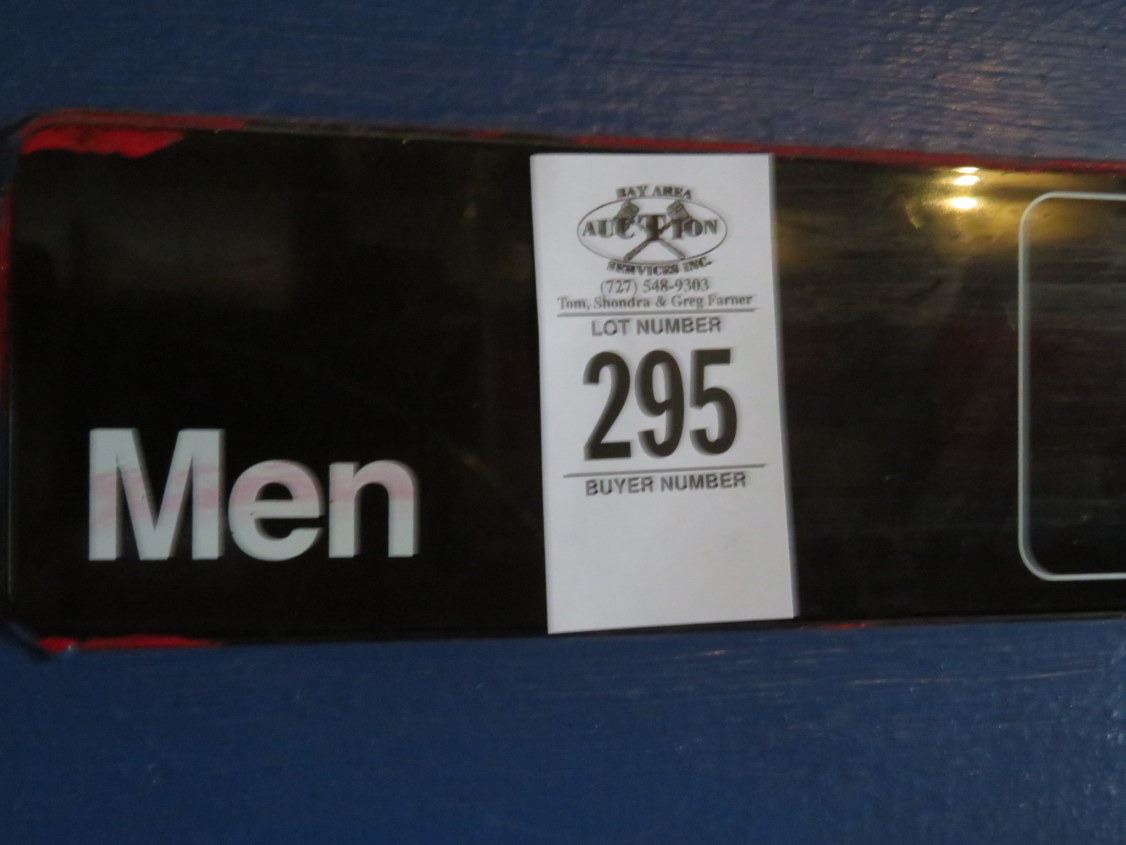 BAY AREA
AUCTION
SERVICES INC.
(727) 548-9303
Tom, Shondra & Greg Farner
LOT NUMBER
295
BUYER NUMBER
Men